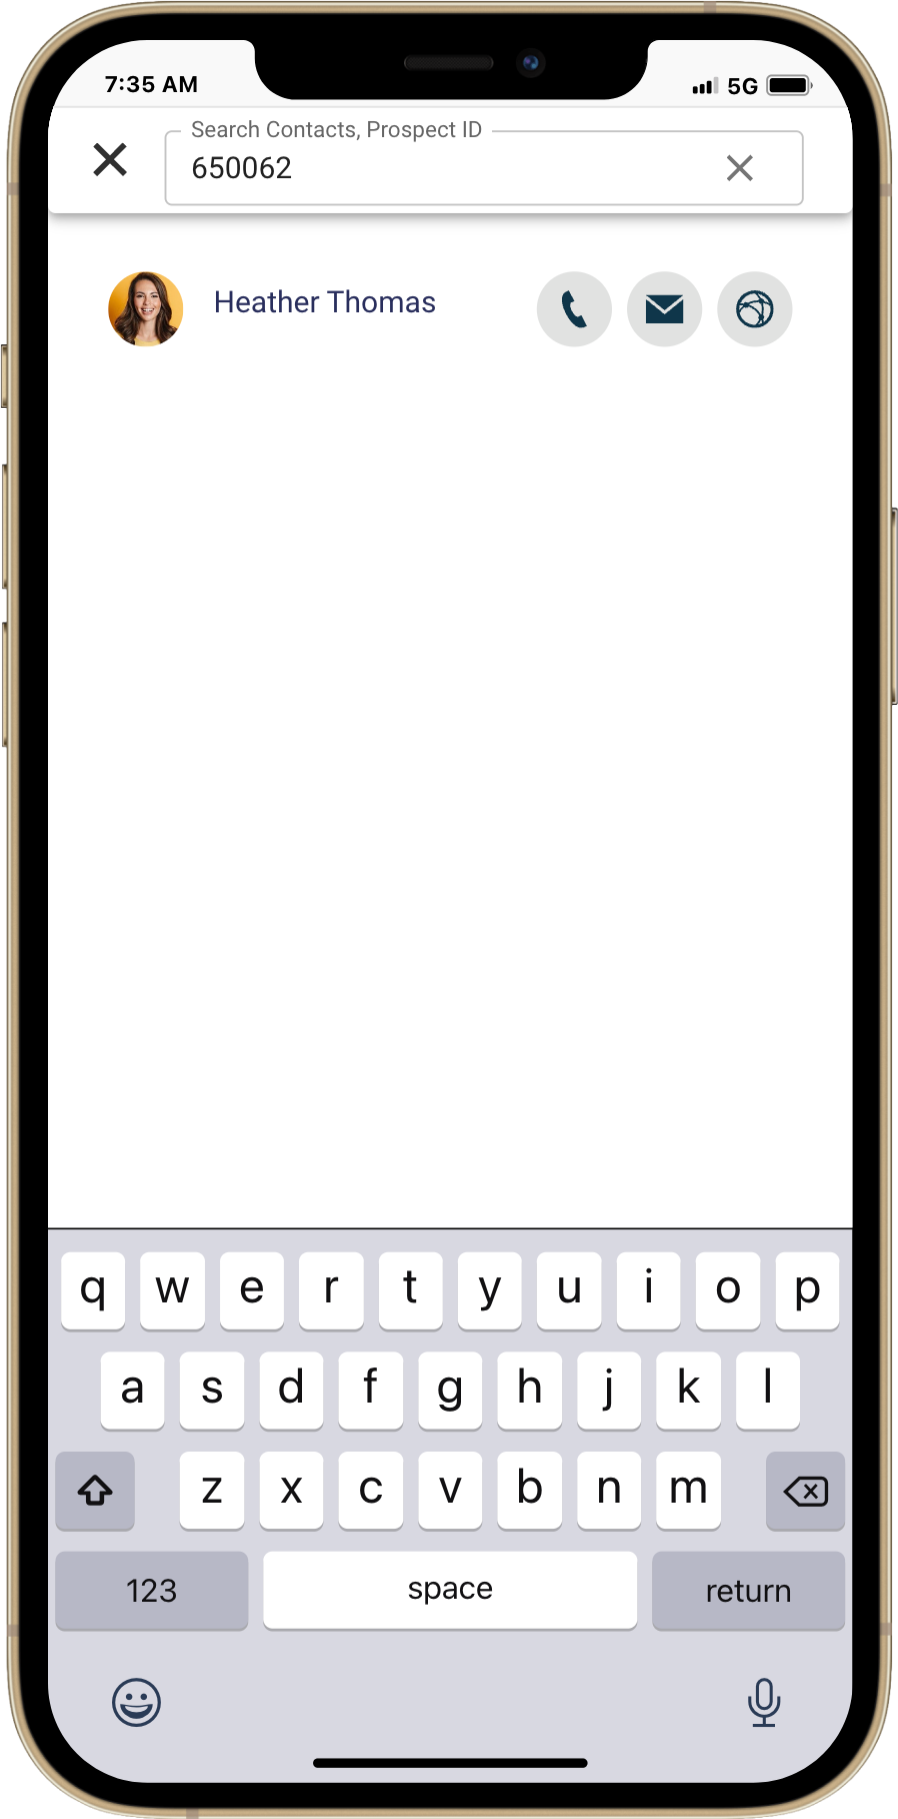 7:35 AM
5G
Search Contacts, Prospect ID
650062
Heather Thomas
q w e r t y u i o p
a s d f g h j k l
z x c v b n m
123 space return